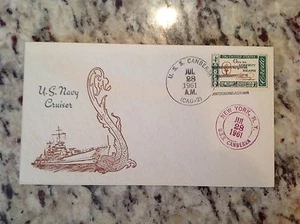 U.S. Navy
Cruiser
U. S. S. CANBERRA
JUL
28
1961
A.M.
(CAG-2)
NEW YORK, N.Y.
JUL
28
1961
U.S.S. CANBERRA